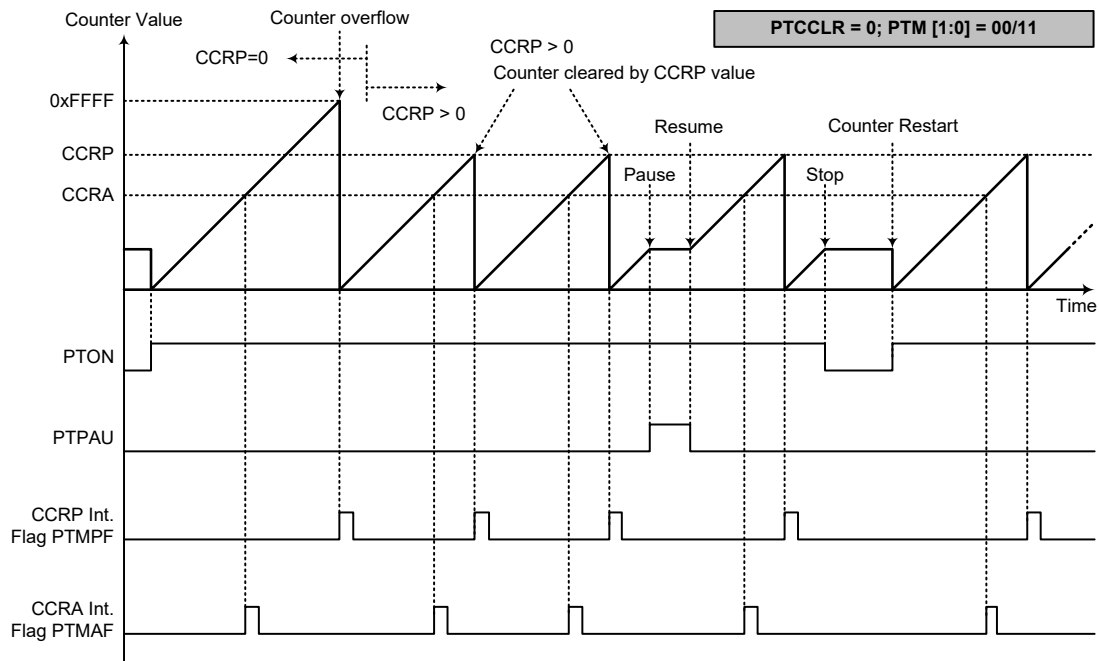 Counter Value
Counter overflow
PTCCLR = 0; PTM [1:0] = 00/11
CCRP=0
CCRP > 0
CCRP > 0
Counter cleared by CCRP value
0xFFFF
CCRP
CCRA
Pause
Resume
Stop
Counter Restart
Time
PTON
PTPAU
CCRP Int.
Flag PTMPF
CCRA Int.
Flag PTMAF